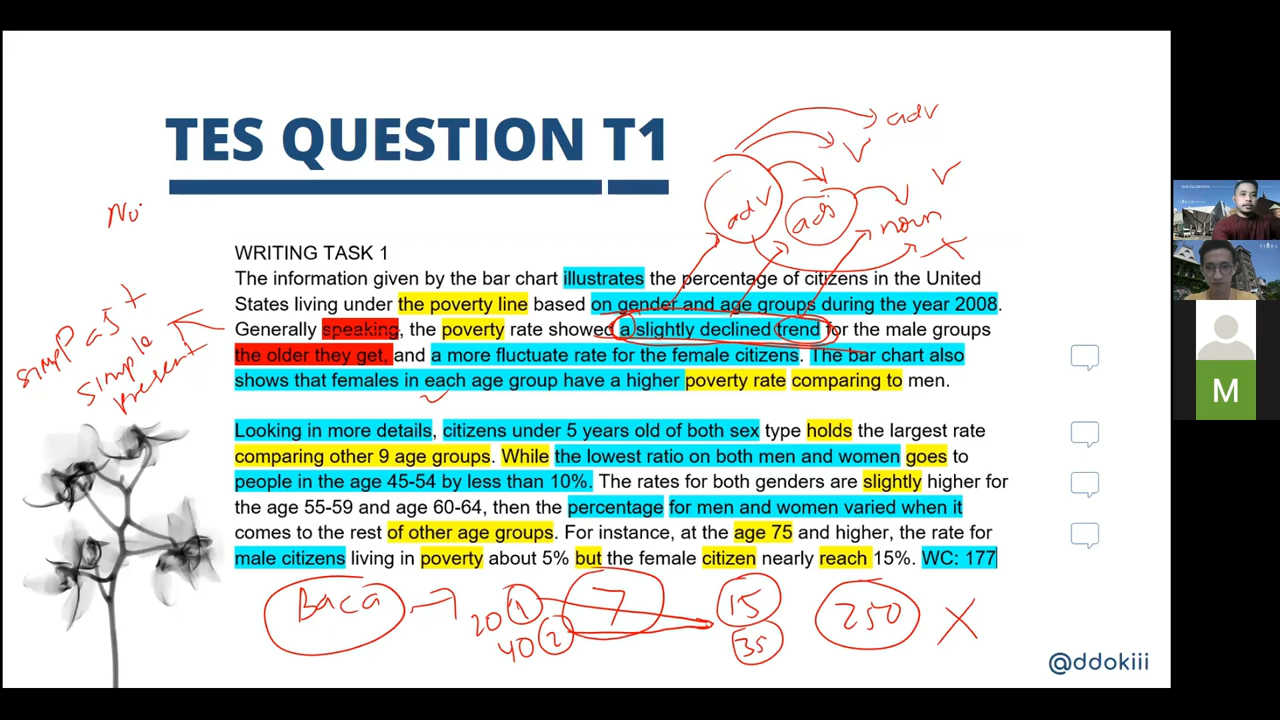 TES QUESTION T1
adv
V
adv
adj
noun
V
X
No.
WRITING TASK 1
The information given by the bar chart illustrates the percentage of citizens in the United
States living under the poverty line based on gender and age groups during the year 2008.
Generally speaking, the poverty rate showed a slightly declined trend for the male groups
the older they get, and a more fluctuate rate for the female citizens. The bar chart also
shows that females in each age group have a higher poverty rate comparing to men.
simple
present
Looking in more details, citizens under 5 years old of both sex type holds the largest rate
comparing other 9 age groups. While the lowest ratio on both men and women goes to
people in the age 45-54 by less than 10%. The rates for both genders are slightly higher for
the age 55-59 and age 60-64, then the percentage for men and women varied when it
comes to the rest of other age groups. For instance, at the age 75 and higher, the rate for
male citizens living in poverty about 5% but the female citizen nearly reach 15%. WC: 177
Baca
20 1
7
15
250
X
40 2
35
@ddokiii
M